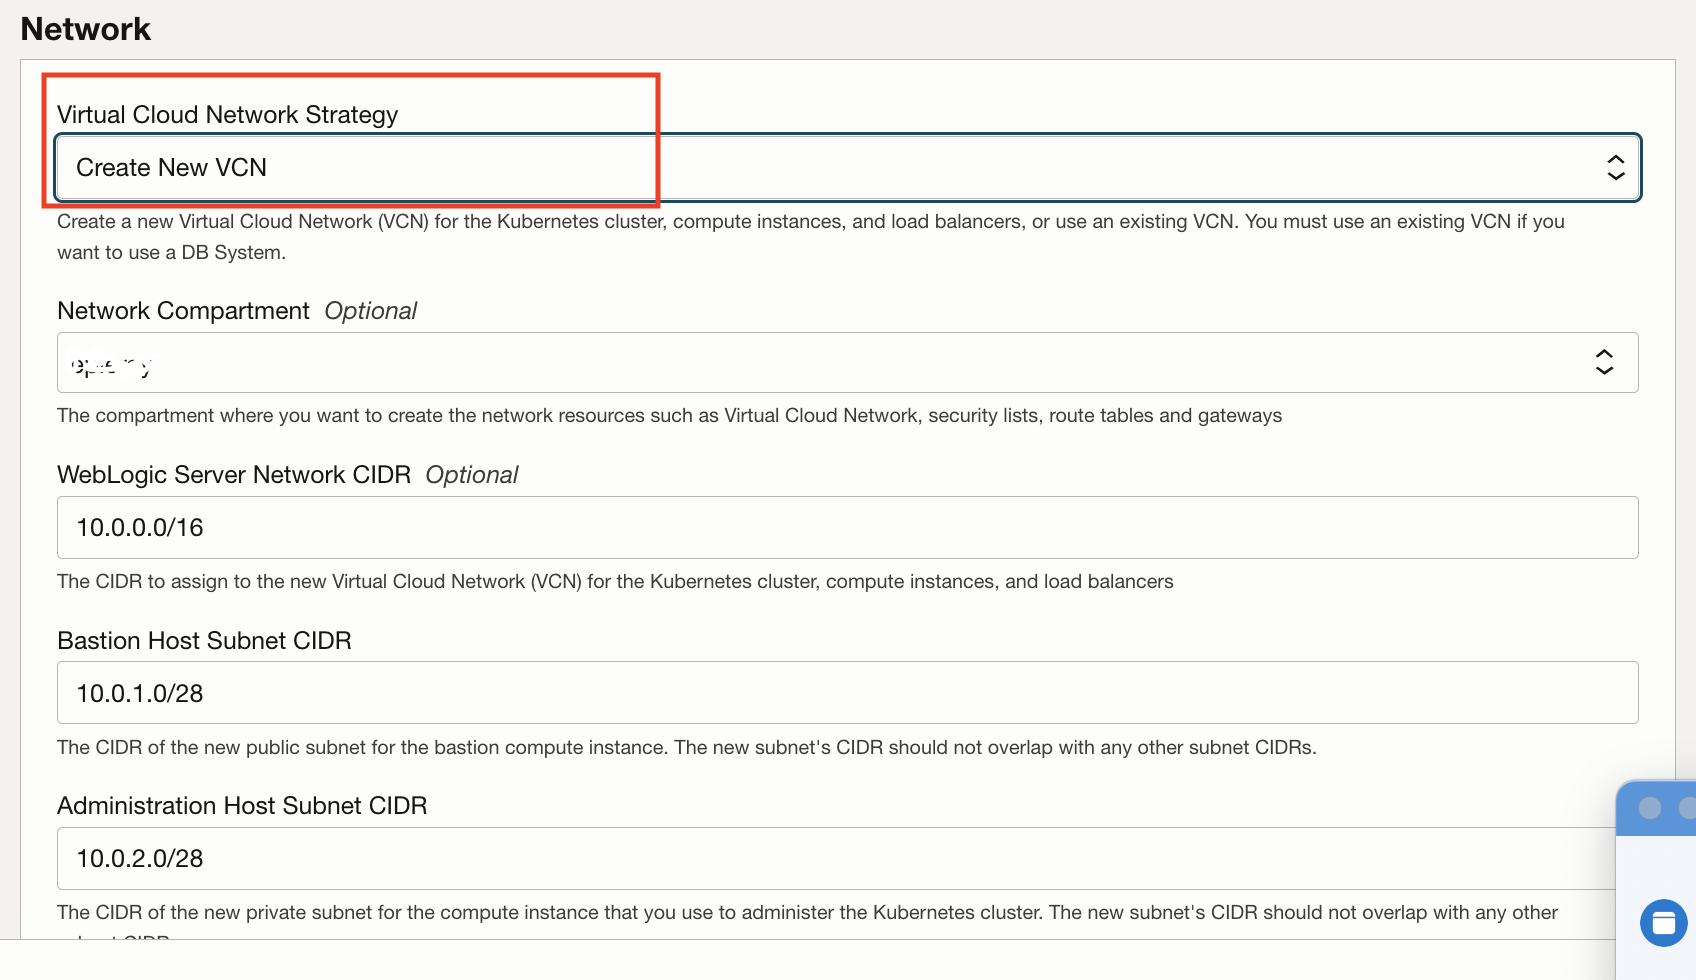 Network
Virtual Cloud Network Strategy
Create New VCN
Create a new Virtual Cloud Network (VCN) for the Kubernetes cluster, compute instances, and load balancers, or use an existing VCN. You must use an existing VCN if you
want to use a DB System.
Network Compartment Optional
The compartment where you want to create the network resources such as Virtual Cloud Network, security lists, route tables and gateways
WebLogic Server Network CIDR Optional
10.0.0.0/16
The CIDR to assign to the new Virtual Cloud Network (VCN) for the Kubernetes cluster, compute instances, and load balancers
Bastion Host Subnet CIDR
10.0.1.0/28
The CIDR of the new public subnet for the bastion compute instance. The new subnet's CIDR should not overlap with any other subnet CIDRs.
Administration Host Subnet CIDR
10.0.2.0/28
The CIDR of the new private subnet for the compute instance that you use to administer the Kubernetes cluster. The new subnet's CIDR should not overlap with any other